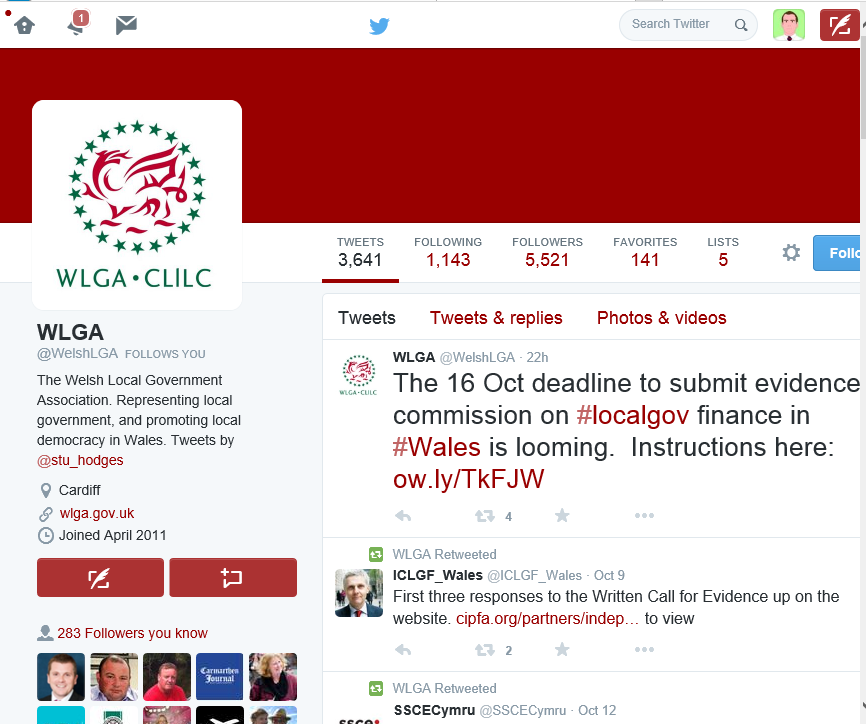 1
Search Twitter
WLGA • CLILC
TWEETS
3,641
FOLLOWING
1,143
FOLLOWERS
5,521
FAVORITES
141
LISTS
5
WLGA
@WelshLGA FOLLOWS YOU
The Welsh Local Government
Association. Representing local
government, and promoting local
democracy in Wales. Tweets by
@stu_hodges
Cardiff
wlga.gov.uk
Joined April 2011
283 Followers you know
Carmarthen
Journal
Tweets
Tweets & replies
Photos & videos
WLGA @WelshLGA · 22h
WLGA•CLILC
The 16 Oct deadline to submit evidence
commission on #localgov finance in
#Wales is looming. Instructions here:
ow.ly/TkFJW
4
WLGA Retweeted
ICLGF_Wales @ICLGF_Wales · Oct 9
First three responses to the Written Call for Evidence up on the
website. cipfa.org/partners/indep… to view
2
WLGA Retweeted
SSCECymru @SSCECymru · Oct 12